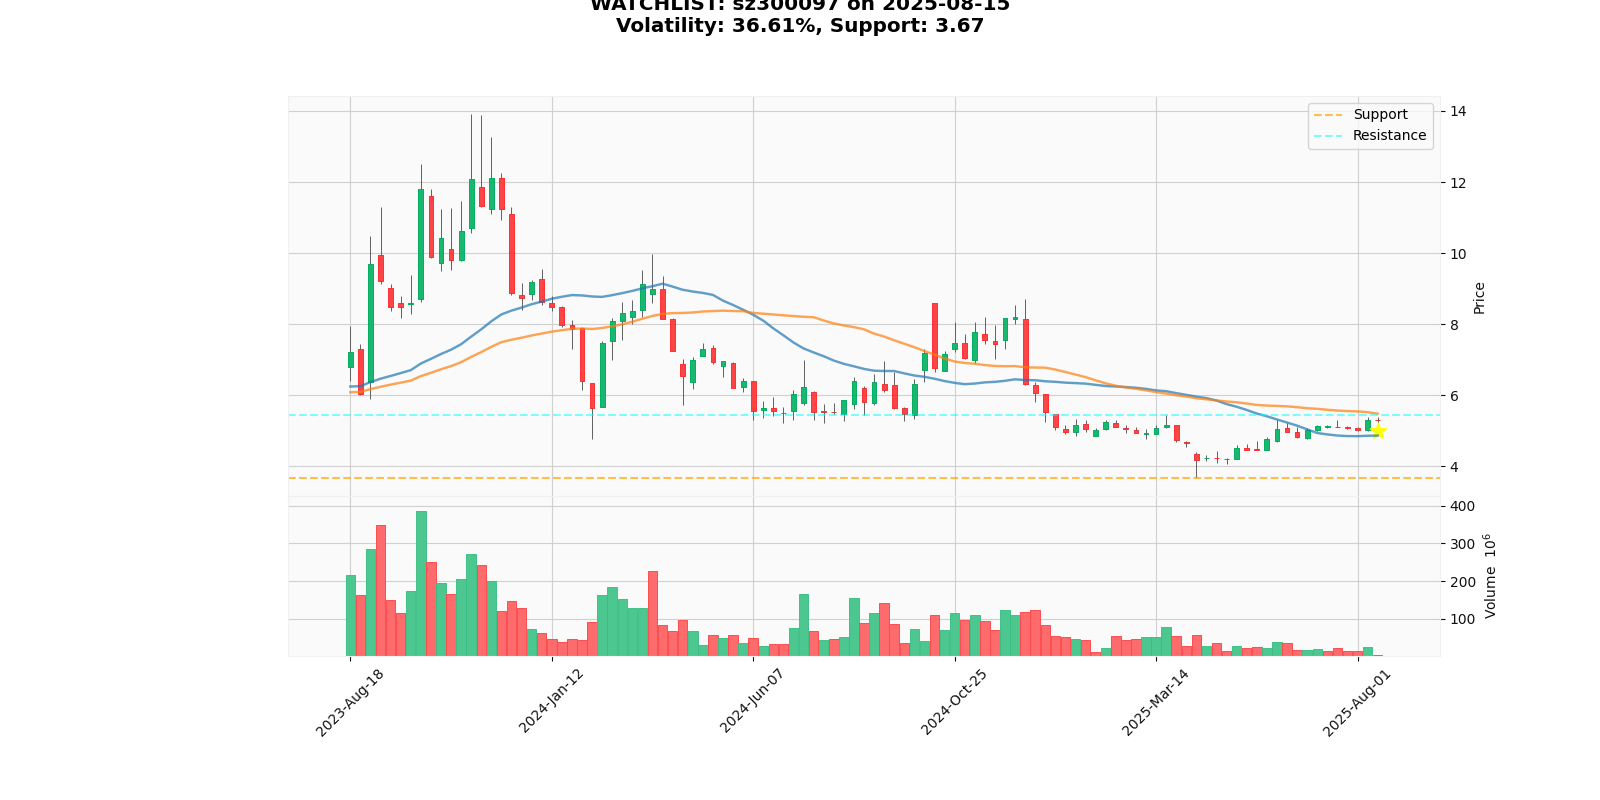 WATCHLIST: sz300097 on 2025-08-15
Volatility: 36.61%, Support: 3.67
Support
Resistance
14
12
10
8
6
4
Price
400
300
200
100
Volume 10⁶
2023-Aug-18
2024-Jan-12
2024-Jun-07
2024-Oct-25
2025-Mar-14
2025-Aug-01